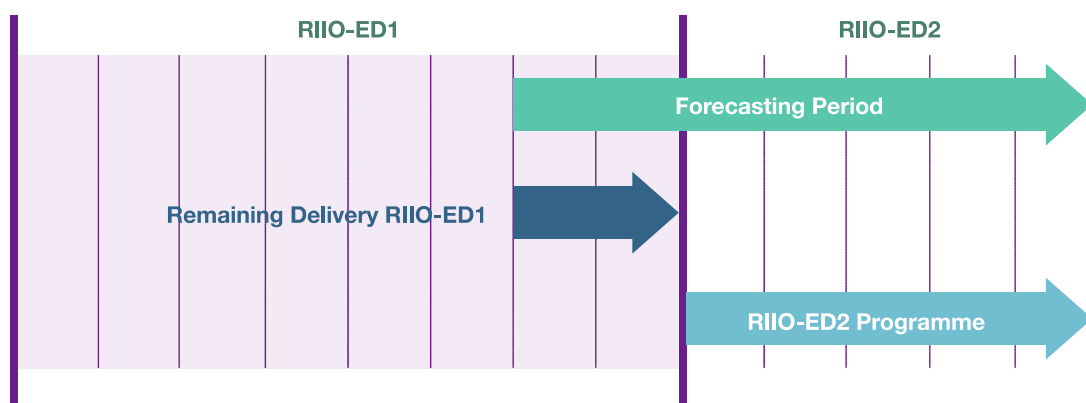 RIIO-ED1
RIIO-ED2
Forecasting Period
Remaining Delivery RIIO-ED1
RIIO-ED2 Programme